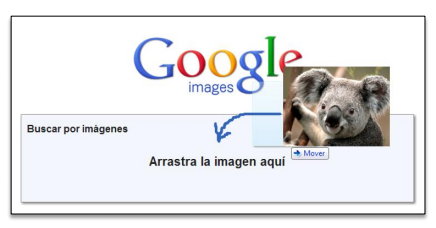 Google
images
Buscar por imágenes
Arrastra la imagen aquí
Mover